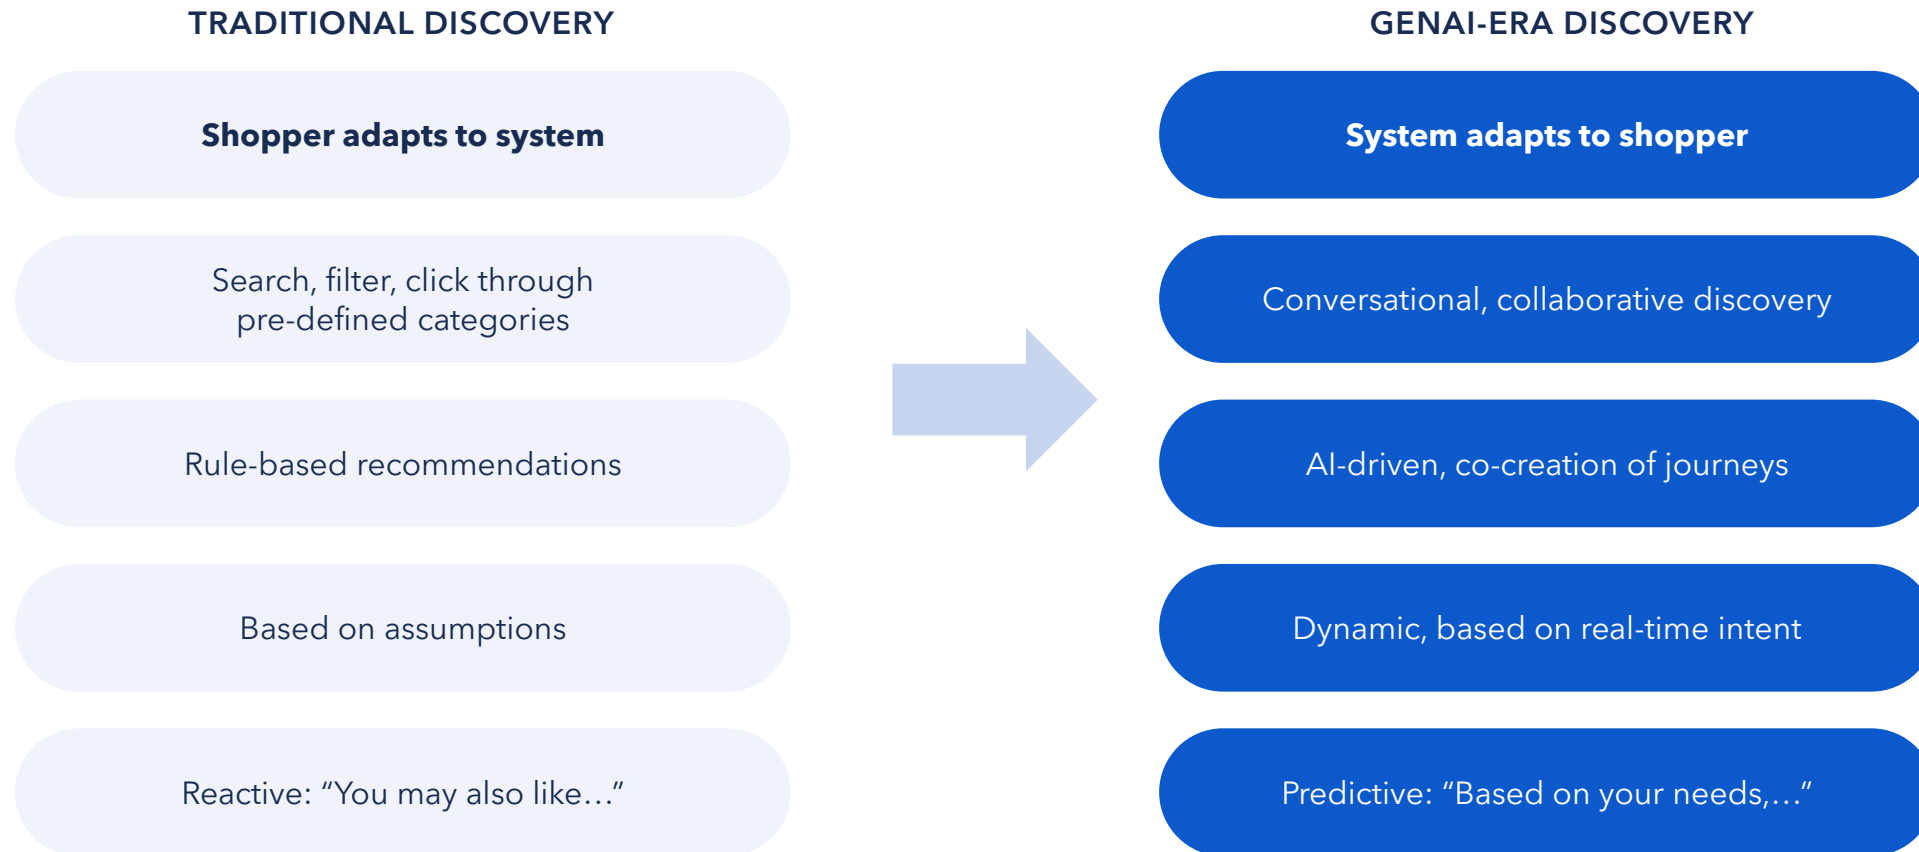 TRADITIONAL DISCOVERY
Shopper adapts to system
Search, filter, click through
pre-defined categories
Rule-based recommendations
Based on assumptions
Reactive: “You may also like…”
GENAI-ERA DISCOVERY
System adapts to shopper
Conversational, collaborative discovery
AI-driven, co-creation of journeys
Dynamic, based on real-time intent
Predictive: “Based on your needs,…”